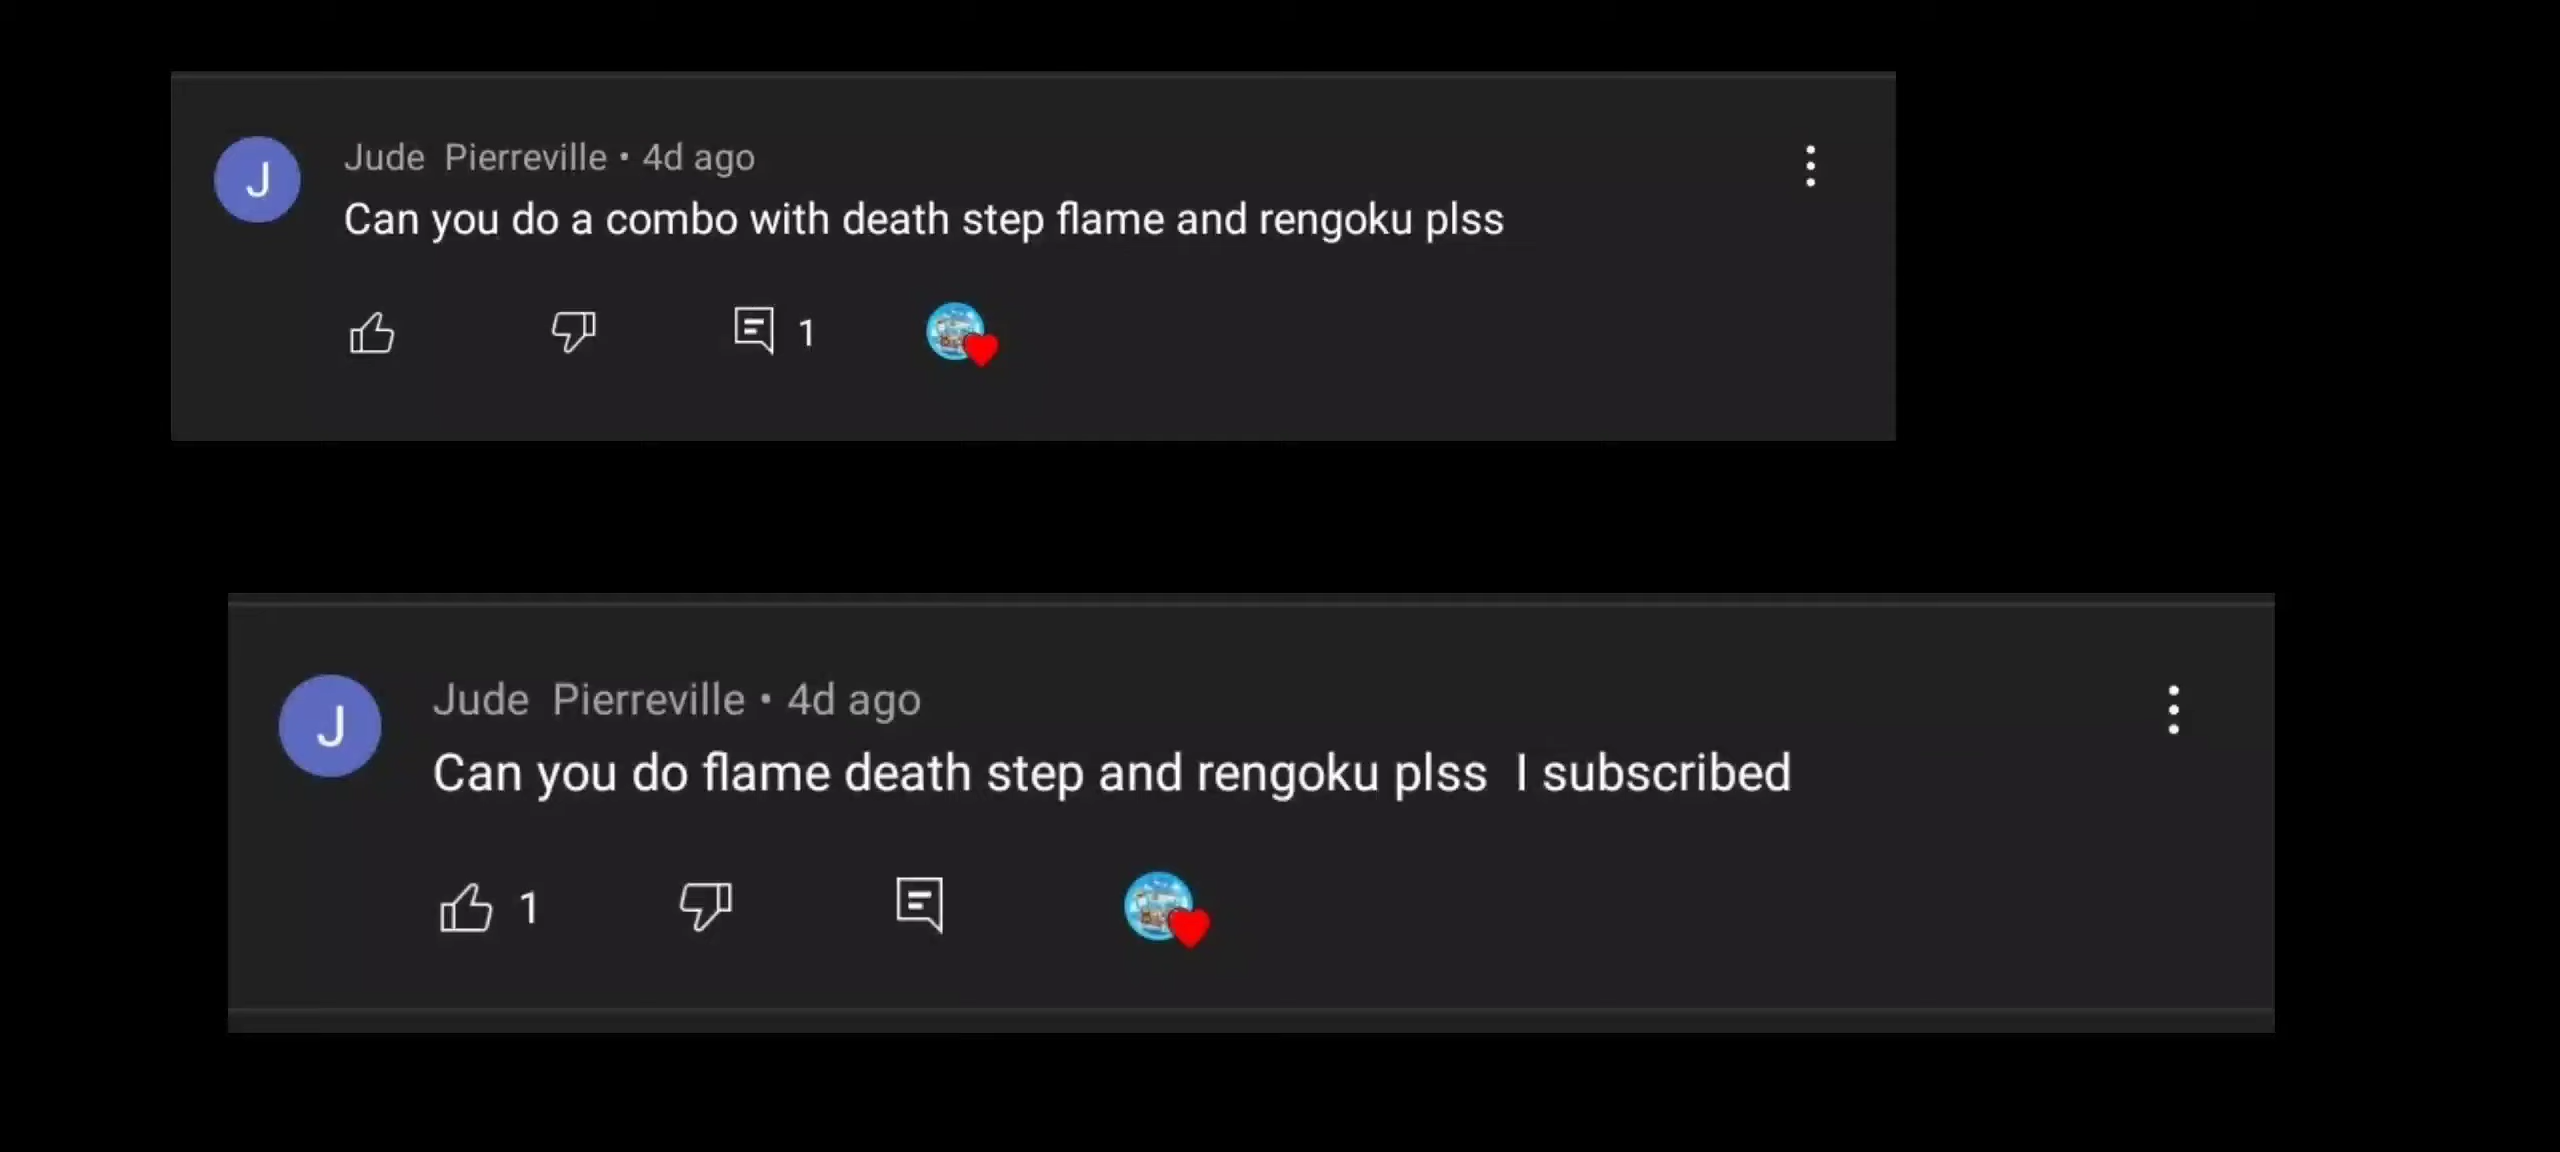 J
Jude Pierreville • 4d ago
Can you do a combo with death step flame and rengoku plss
1
J
Jude Pierreville • 4d ago
Can you do flame death step and rengoku plss I subscribed
1